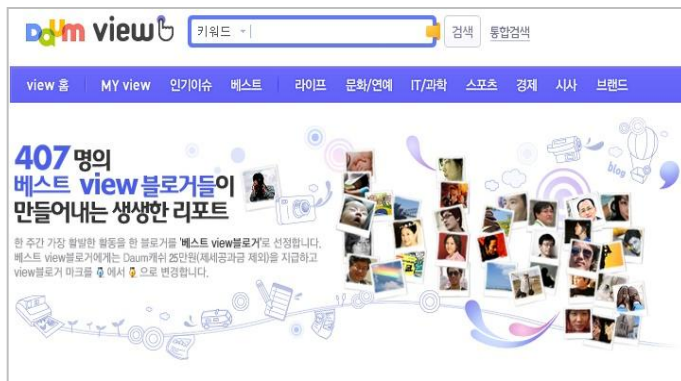 Daum view
키워드 검색 통합검색
view 홈 MY view 인기이슈 베스트 라이프 문화/연예 IT/과학 스포츠 경제 시사 브랜드
407명의
베스트 view블로거들이
만들어내는 생생한 리포트
한 주간 가장 활발한 활동을 한 블로거를 '베스트 view블로거'로 선정합니다.
베스트 view블로거에게는 Daum캐쉬 25만원(제세공과금 제외)을 지급하고
view블로거 마크를 에서 으로 변경합니다.
blog